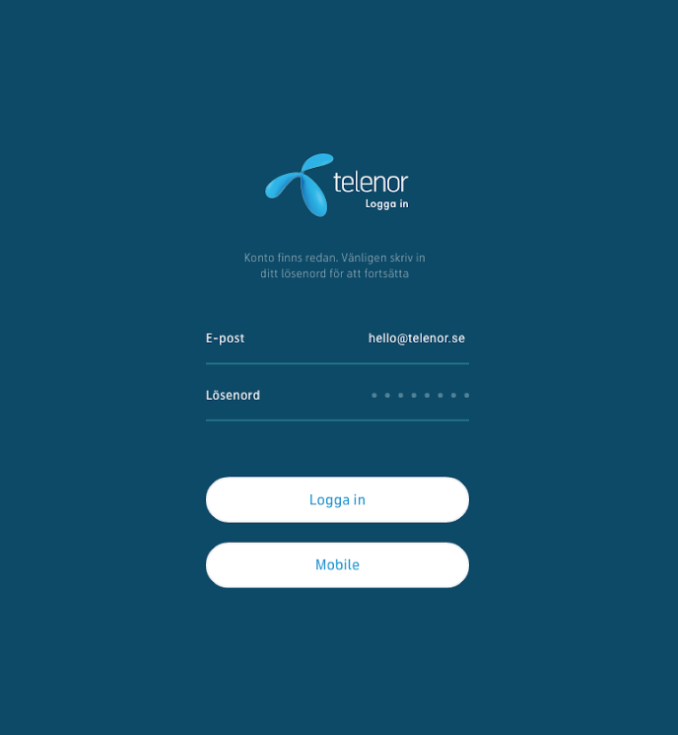 telenor
Logga in
Konto finns redan. Vänligen skriv in
ditt lösenord för att fortsätta
E-post hello@telenor.se
Lösenord
Logga in
Mobile